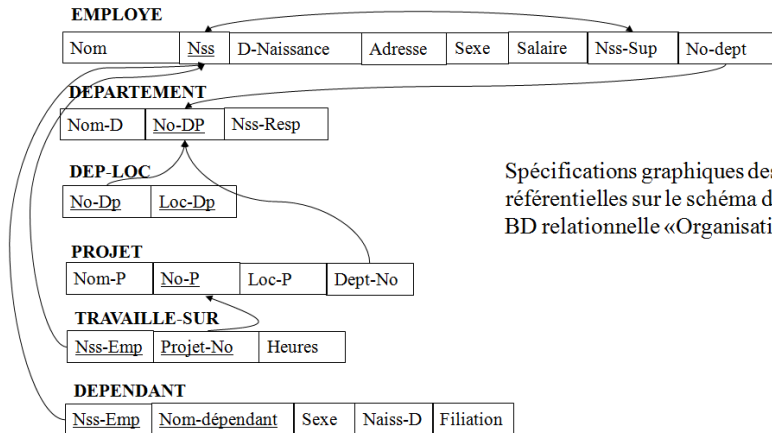 EMPLOYE
Nom Nss D-Naissance Adresse Sexe Salaire Nss-Sup No-dept
DEPARTEMENT
Nom-D No-DP Nss-Resp
DEP-LOC
No-Dp Loc-Dp
Spécifications graphiques des
référentielles sur le schéma d
BD relationnelle «Organisati
PROJET
Nom-P No-P Loc-P Dept-No
TRAVAILLE-SUR
Nss-Emp Projet-No Heures
DEPENDANT
Nss-Emp Nom-dépendant Sexe Naiss-D Filiation